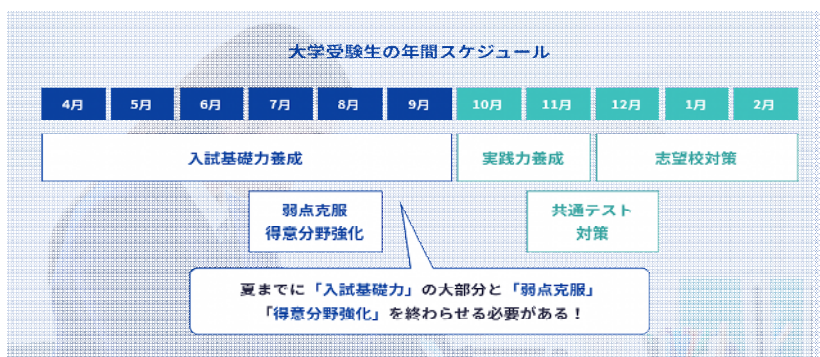 大学受験生の年間スケジュール
4月 5月 6月 7月 8月 9月 10月 11月 12月 1月 2月
入試基礎力養成 実践力養成 志望校対策
弱点克服
得意分野強化
共通テスト
対策
夏までに「入試基礎力」の大部分と「弱点克服」
「得意分野強化」を終わらせる必要がある！